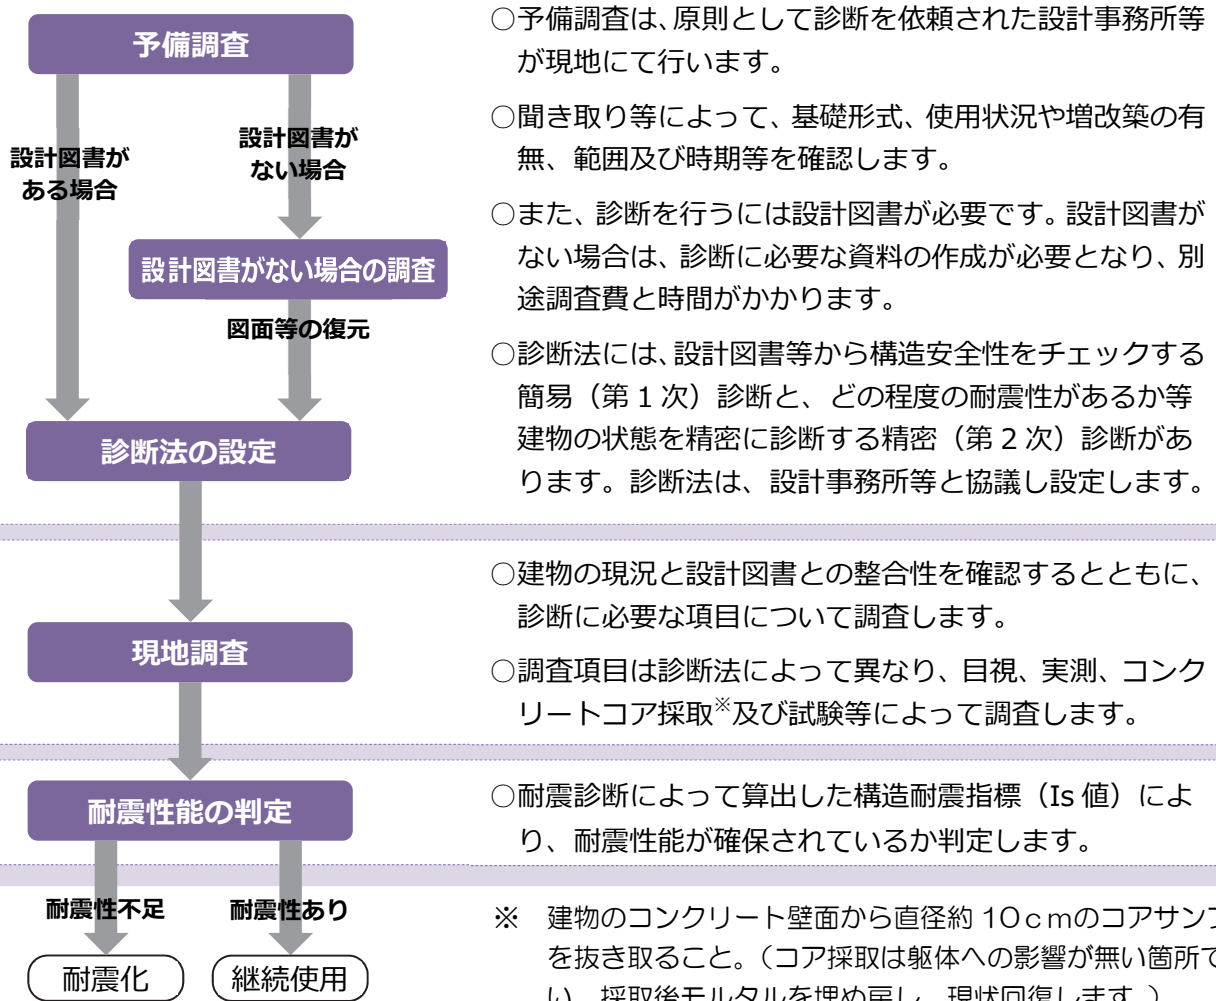 予備調査
設計図書が
ある場合
設計図書が
ない場合
設計図書がない場合の調査
図面等の復元
診断法の設定
現地調査
耐震性能の判定
耐震性不足
耐震性あり
耐震化
継続使用
○予備調査は、原則として診断を依頼された設計事務所等
が現地にて行います。
○聞き取り等によって、基礎形式、使用状況や増改築の有
無、範囲及び時期等を確認します。
○また、診断を行うには設計図書が必要です。設計図書が
ない場合は、診断に必要な資料の作成が必要となり、別
途調査費と時間がかかります。
○診断法には、設計図書等から構造安全性をチェックする
簡易（第１次）診断と、どの程度の耐震性があるか等
建物の状態を精密に診断する精密（第２次）診断があ
ります。診断法は、設計事務所等と協議し設定します。
○建物の現況と設計図書との整合性を確認するとともに、
診断に必要な項目について調査します。
○調査項目は診断法によって異なり、目視、実測、コンク
リートコア採取※及び試験等によって調査します。
○耐震診断によって算出した構造耐震指標（Is 値）によ
り、耐震性能が確保されているか判定します。
※ 建物のコンクリート壁面から直径約１０ｃｍのコアサンプ
を抜き取ること。（コア採取は躯体への影響が無い箇所で
い、採取後モルタルを埋め戻し、現状回復します。）